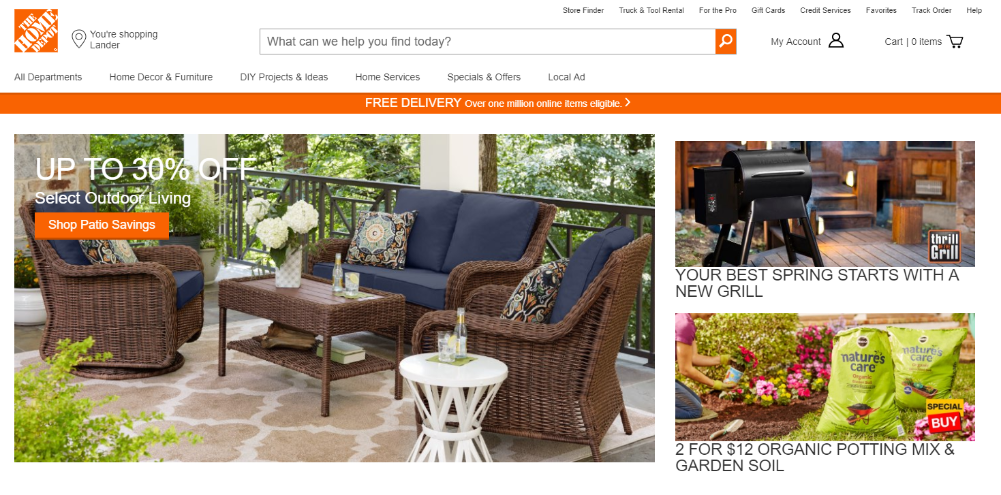 Store Finder
Truck & Tool Rental
For the Pro
Gift Cards
Credit Services
Favorites
Track Order
Help
THE
HOME
DEPOT
You're shopping
Lander
What can we help you find today?
My Account
Cart | 0 items
All Departments
Home Decor & Furniture
DIY Projects & Ideas
Home Services
Specials & Offers
Local Ad
FREE DELIVERY Over one million online items eligible.
UP TO 30% OFF
Select Outdoor Living
Shop Patio Savings
thrill
Grill
YOUR BEST SPRING STARTS WITH A
NEW GRILL
nature's
care
nature's
care
SPECIAL
BUY
2 FOR $12 ORGANIC POTTING MIX &
GARDEN SOIL